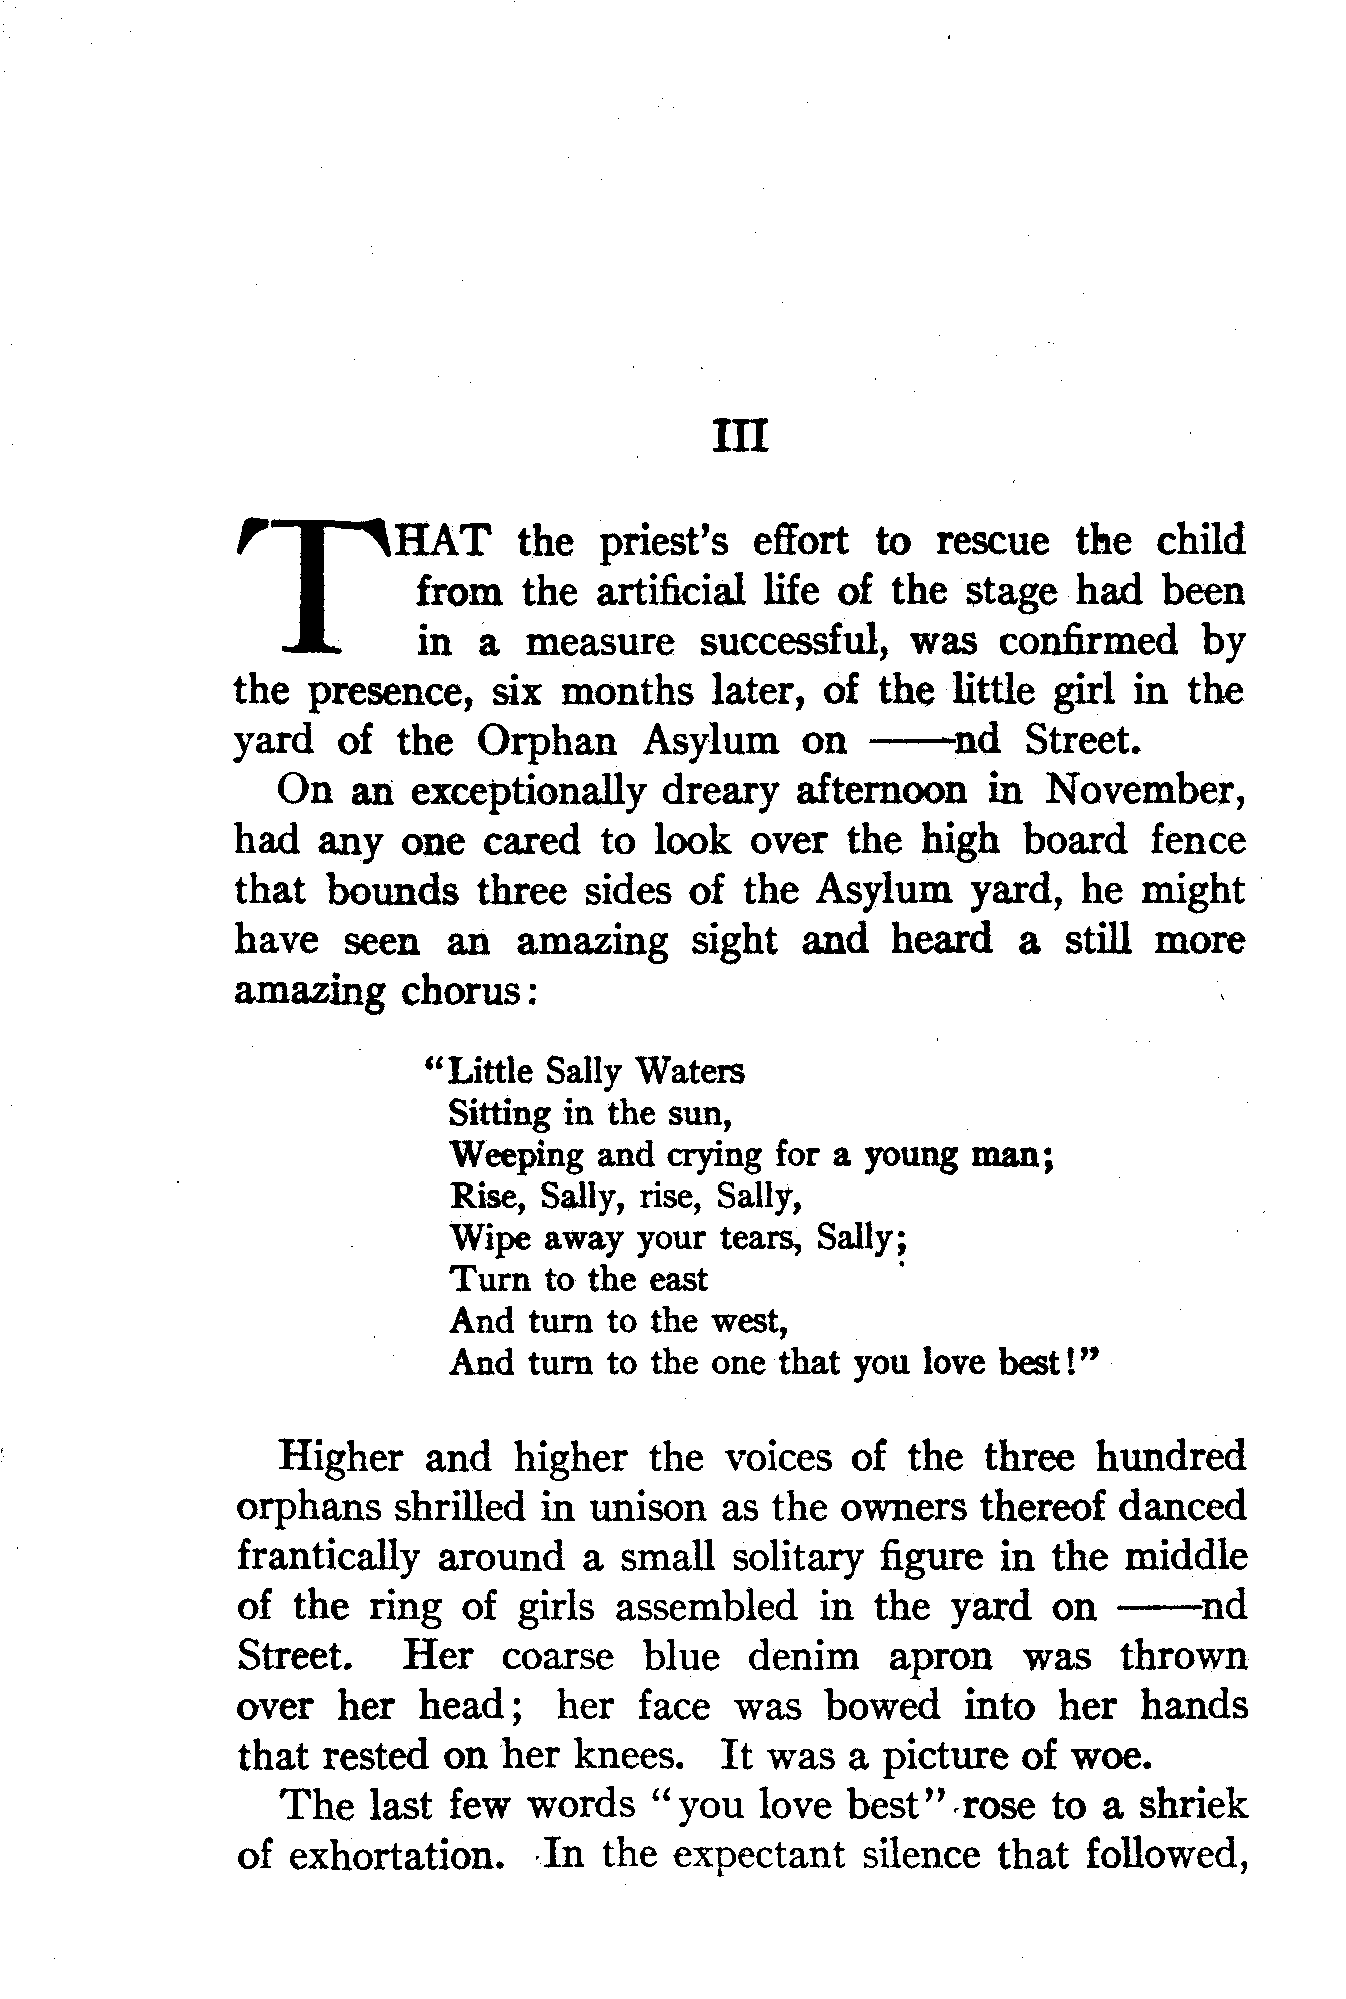 III
THAT the priest's effort to rescue the child
from the artificial life of the stage had been
in a measure successful, was confirmed by
the presence, six months later, of the little girl in the
yard of the Orphan Asylum on ——nd Street.
On an exceptionally dreary afternoon in November,
had any one cared to look over the high board fence
that bounds three sides of the Asylum yard, he might
have seen an amazing sight and heard a still more
amazing chorus:
“Little Sally Waters
Sitting in the sun,
Weeping and crying for a young man;
Rise, Sally, rise, Sally,
Wipe away your tears, Sally;
Turn to the east
And turn to the west,
And turn to the one that you love best!”
Higher and higher the voices of the three hundred
orphans shrilled in unison as the owners thereof danced
frantically around a small solitary figure in the middle
of the ring of girls assembled in the yard on ——nd
Street. Her coarse blue denim apron was thrown
over her head; her face was bowed into her hands
that rested on her knees. It was a picture of woe.
The last few words “you love best” rose to a shriek
of exhortation. In the expectant silence that followed,